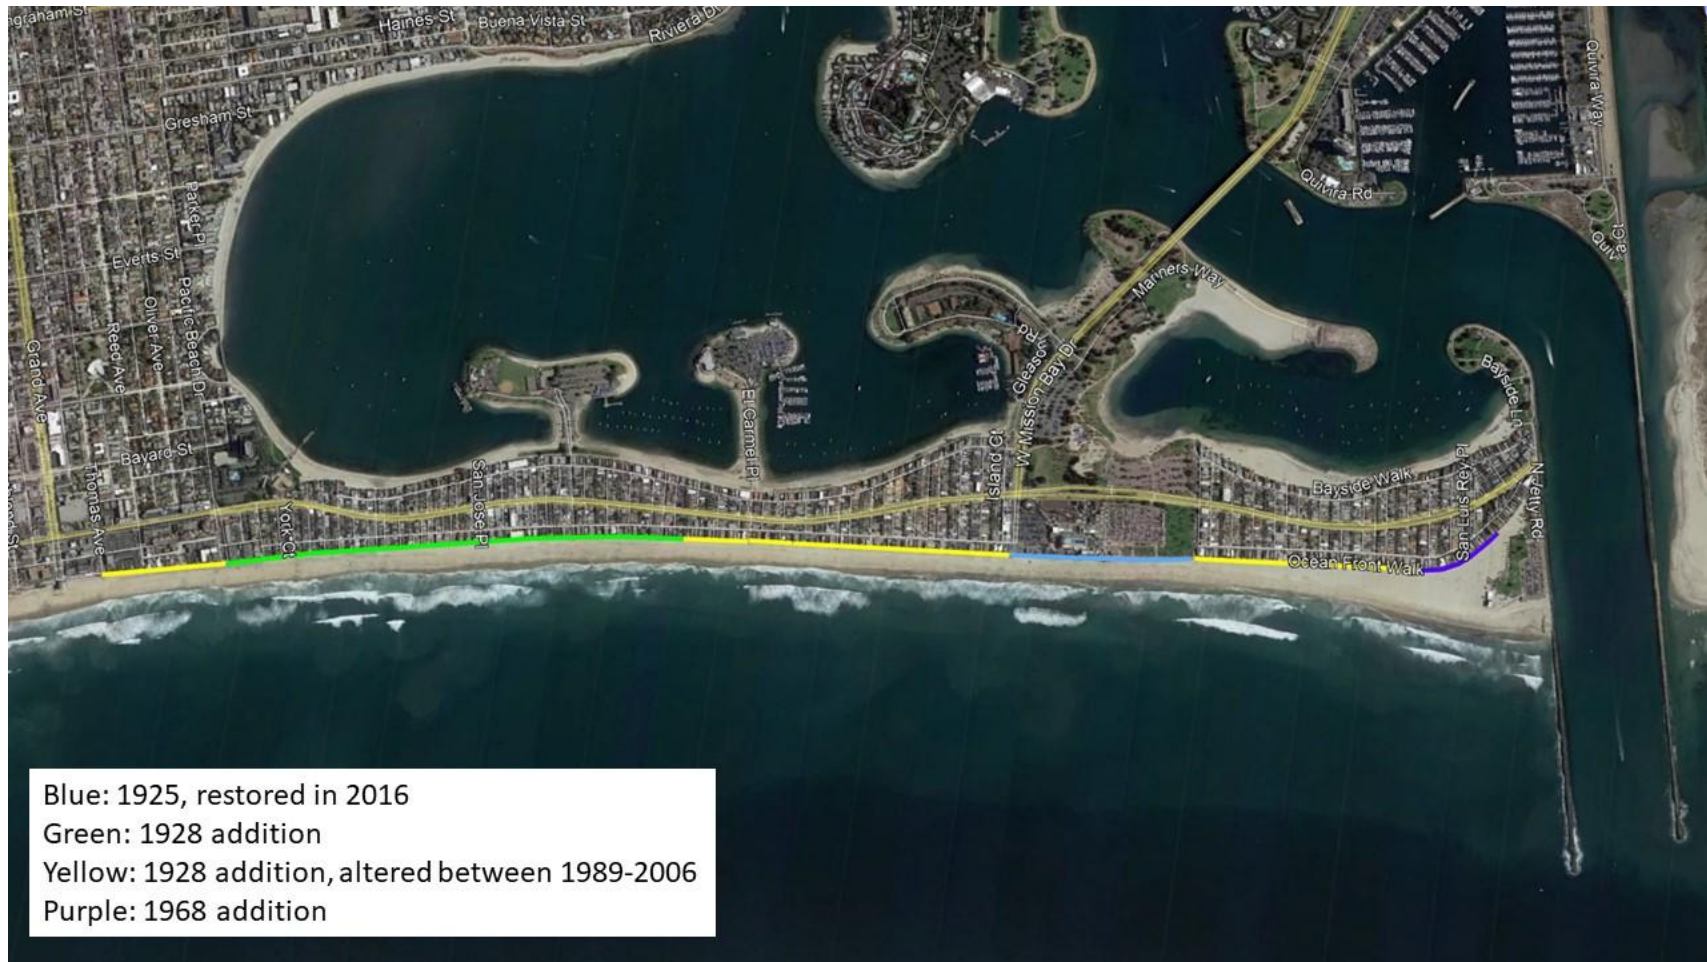 ngraham St
Haines St
Buena Vista St
Riviera Dr
Gresham St
Quivira Way
Parker Pl
Quivira Rd
Everts St
Quiv
a Ct
Mariners Way
Pacific Beach Dr
Oliver Ave
Reed Ave
Grand Ave
Gleason
Rd
W Mission Bay Dr
Bayside Ln
El Carmel Pl
Bayard St
Thomas Ave
San Jose Pl
Island Ct
Bayside Walk
San Luis Rey Pl
N Jetty Rd
York Ct
Ocean Front Walk
Blue: 1925, restored in 2016
Green: 1928 addition
Yellow: 1928 addition, altered between 1989-2006
Purple: 1968 addition